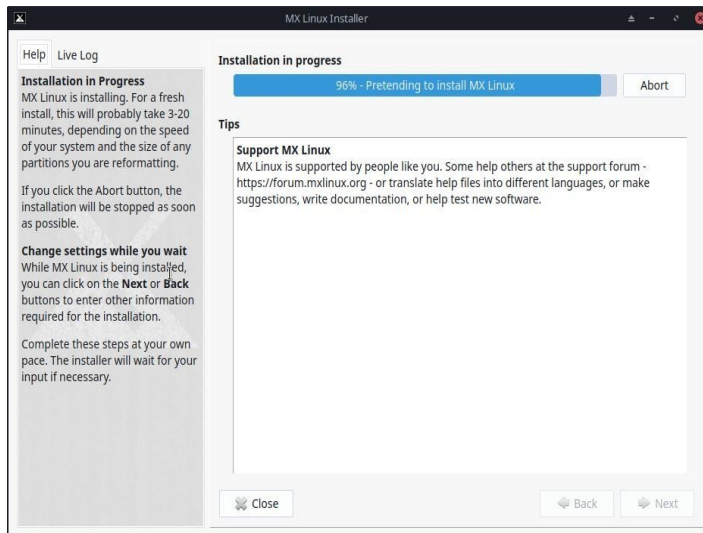 MX Linux Installer
Help
Live Log
Installation in Progress
MX Linux is installing. For a fresh
install, this will probably take 3-20
minutes, depending on the speed
of your system and the size of any
partitions you are reformatting.
If you click the Abort button, the
installation will be stopped as soon
as possible.
Change settings while you wait
While MX Linux is being installed,
you can click on the Next or Back
buttons to enter other information
required for the installation.
Complete these steps at your own
pace. The installer will wait for your
input if necessary.
Installation in progress
96% - Pretending to install MX Linux
Abort
Tips
Support MX Linux
MX Linux is supported by people like you. Some help others at the support forum -
https://forum.mxlinux.org - or translate help files into different languages, or make
suggestions, write documentation, or help test new software.
Close
Back
Next